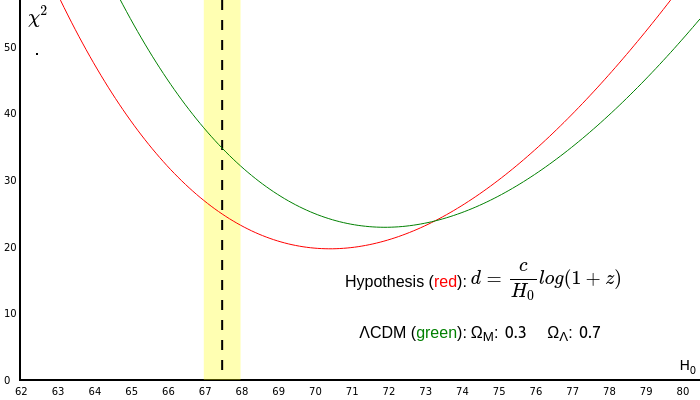 χ²
50
40
30
20
10
0
Hypothesis (red): d = c/H₀ log(1 + z)
ΛCDM (green): Ω_M: 0.3 Ω_Λ: 0.7
H₀
62 63 64 65 66 67 68 69 70 71 72 73 74 75 76 77 78 79 80